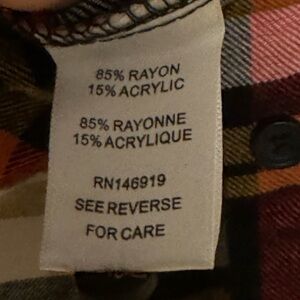 85% RAYON
15% ACRYLIC
85% RAYONNE
15% ACRYLIQUE
RN146919
SEE REVERSE
FOR CARE